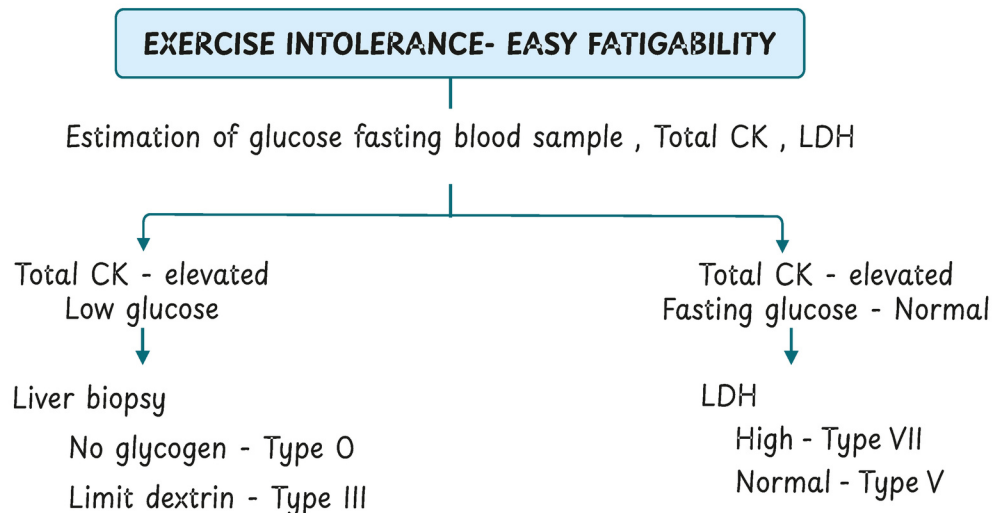 EXERCISE INTOLERANCE- EASY FATIGABILITY
Estimation of glucose fasting blood sample , Total CK , LDH
Total CK - elevated
Low glucose
Liver biopsy
No glycogen - Type O
Limit dextrin - Type III
Total CK - elevated
Fasting glucose - Normal
LDH
High - Type VII
Normal - Type V